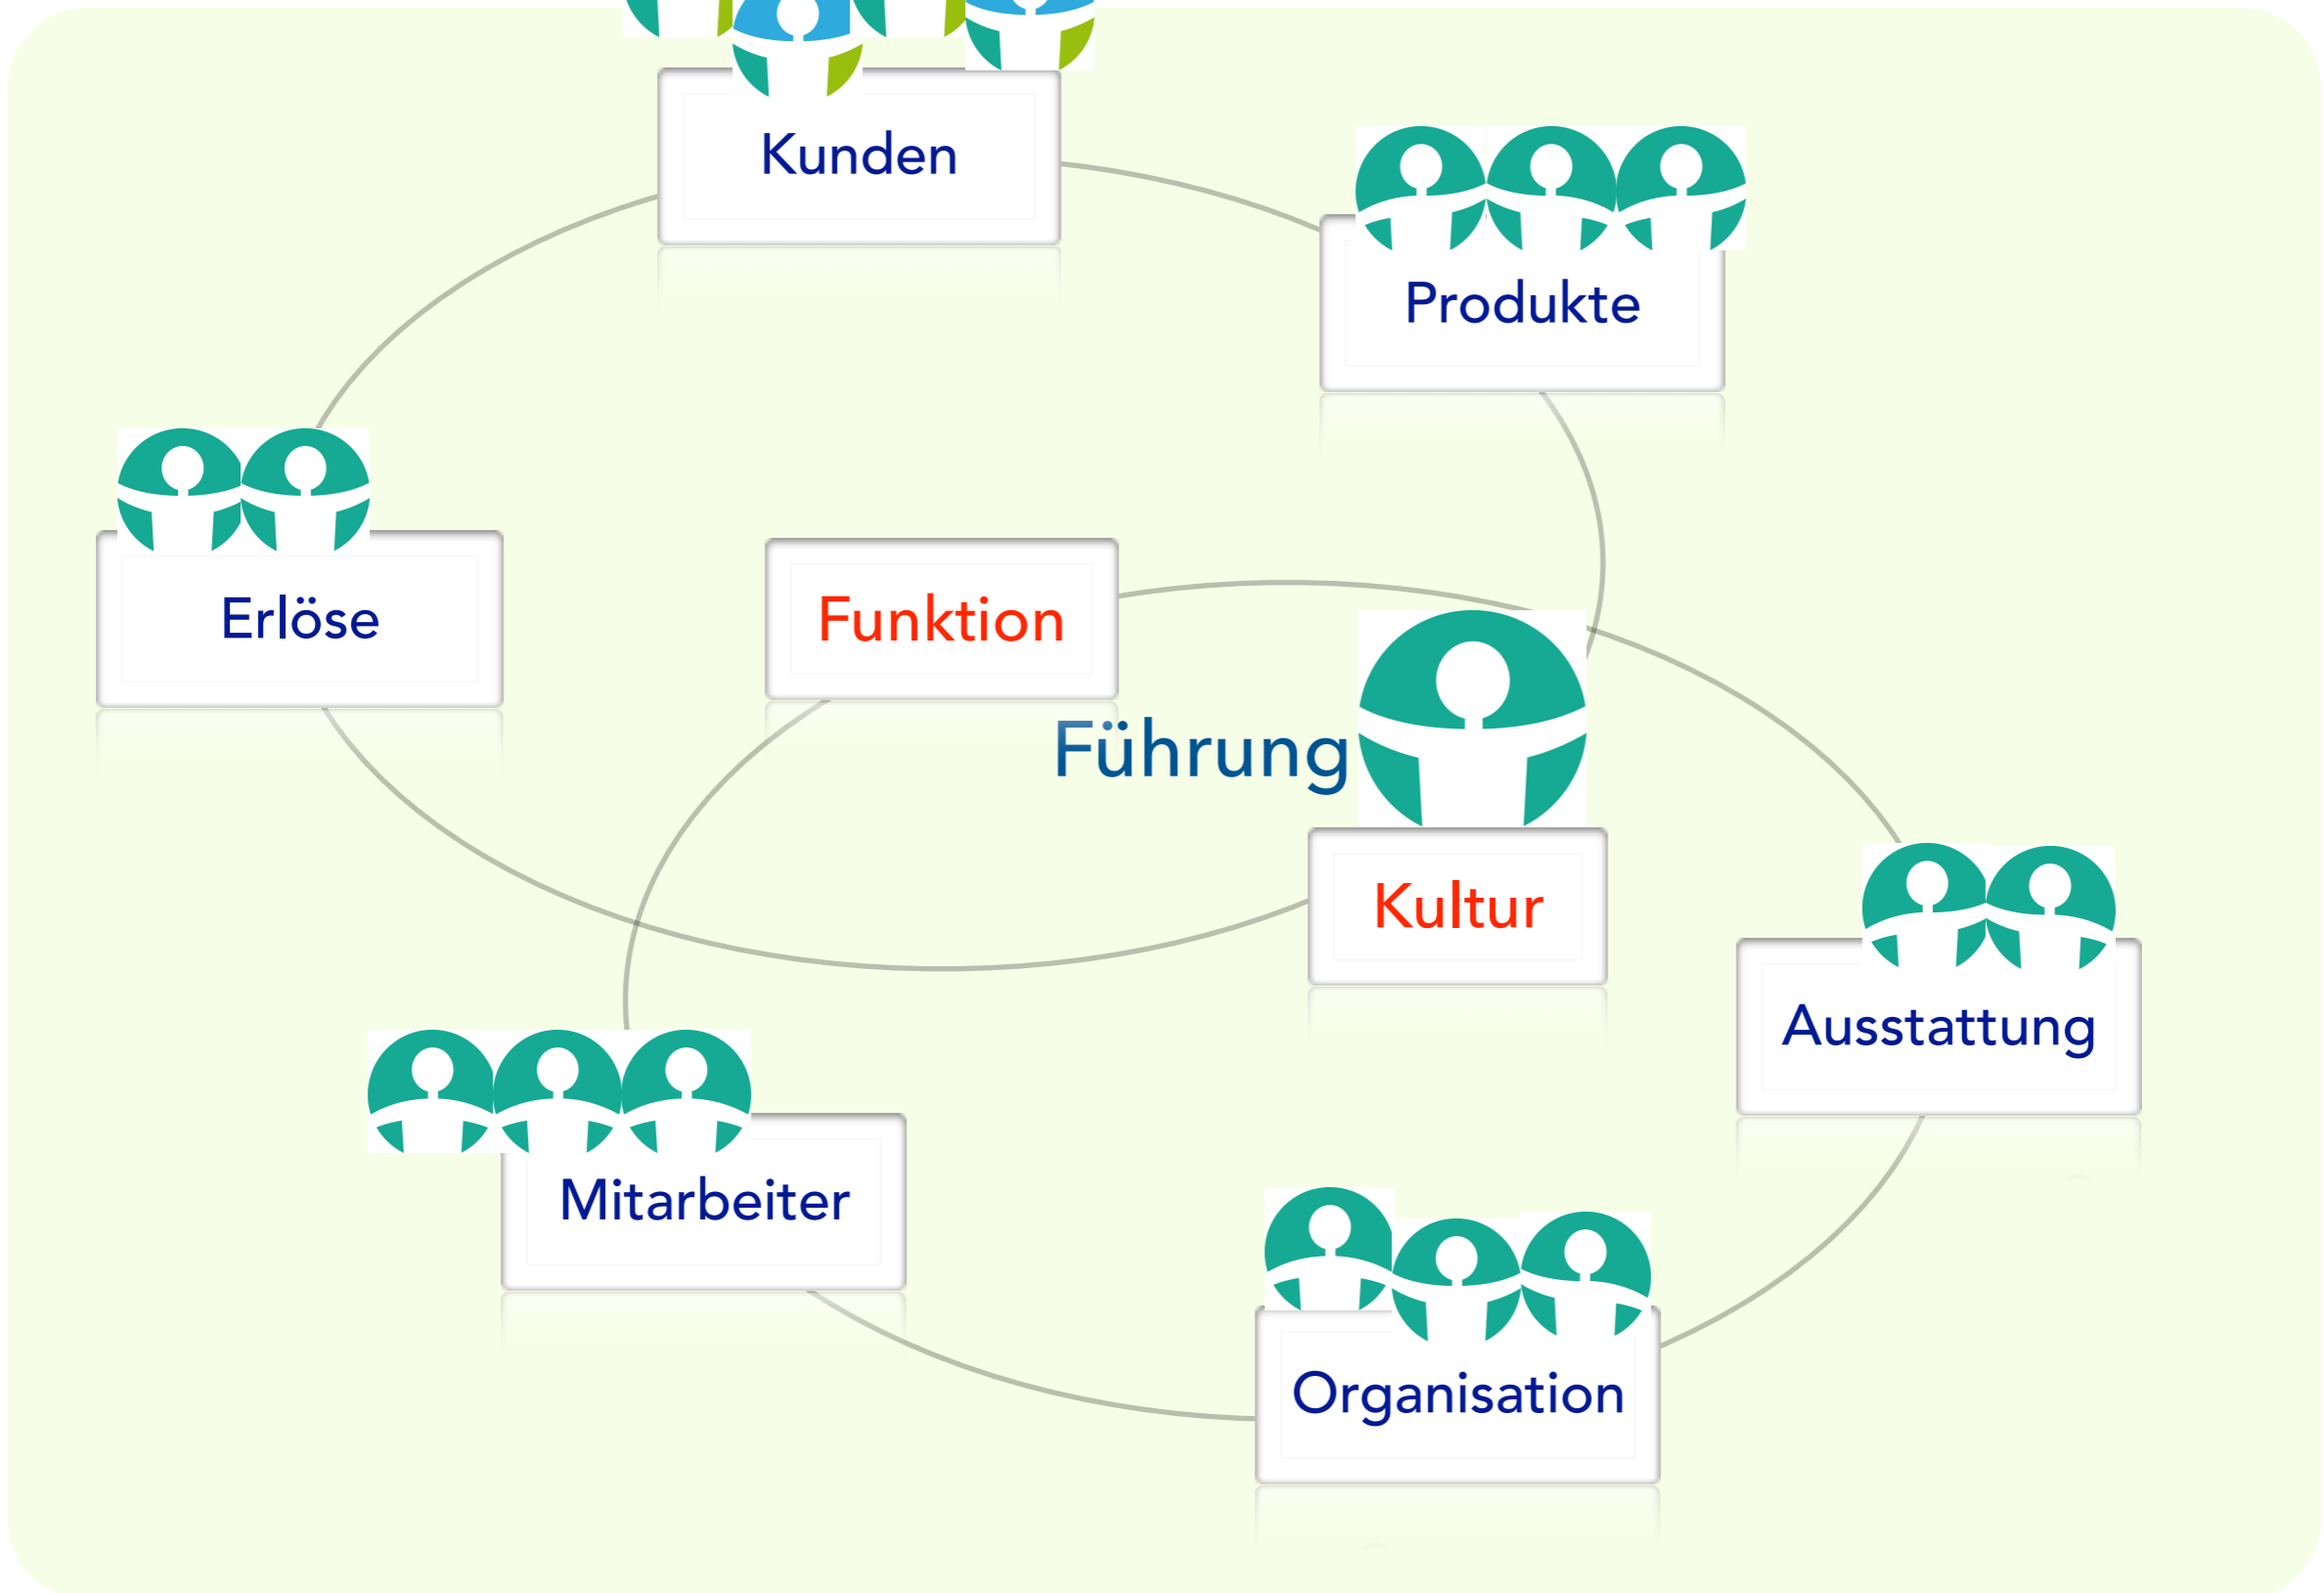 Kunden
Produkte
Erlöse
Funktion
Führung
Kultur
Ausstattung
Mitarbeiter
Organisation